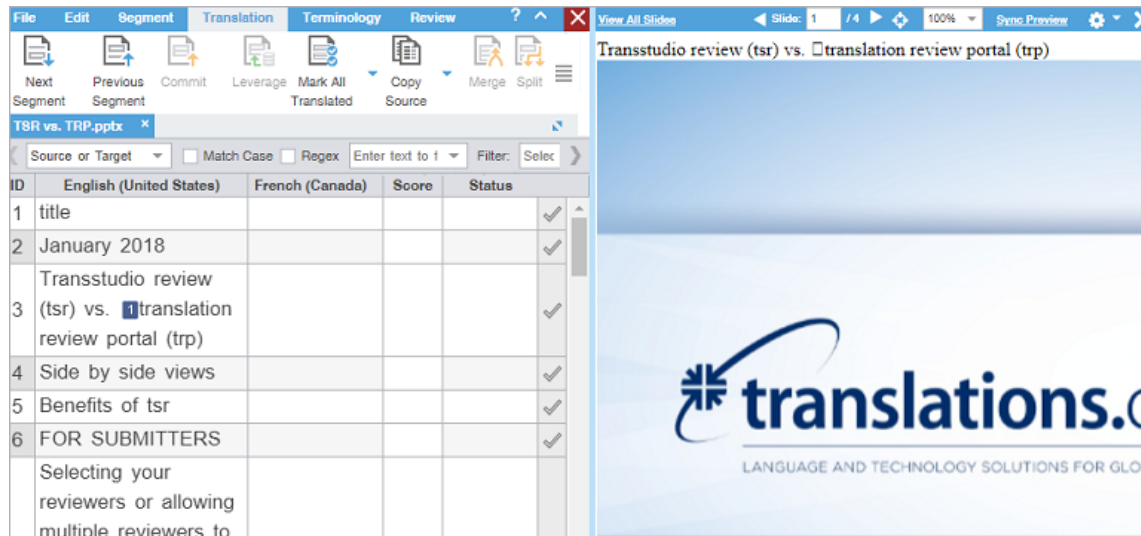 File Edit Segment Translation Terminology Review ?
Next Segment
Previous Segment
Commit
Leverage
Mark All Translated
Copy Source
Merge
Split
TSR vs. TRP.pptx ×
Source or Target Match Case Regex Enter text to f Filter: Selec
ID English (United States) French (Canada) Score Status
1 title
2 January 2018
3 Transstudio review
(tsr) vs. 1translation
review portal (trp)
4 Side by side views
5 Benefits of tsr
6 FOR SUBMITTERS
Selecting your
reviewers or allowing
multiple reviewers to
View All Slides Slide: 1 / 4 100% Sync Preview
Transstudio review (tsr) vs. □translation review portal (trp)
translations.c
LANGUAGE AND TECHNOLOGY SOLUTIONS FOR GLO